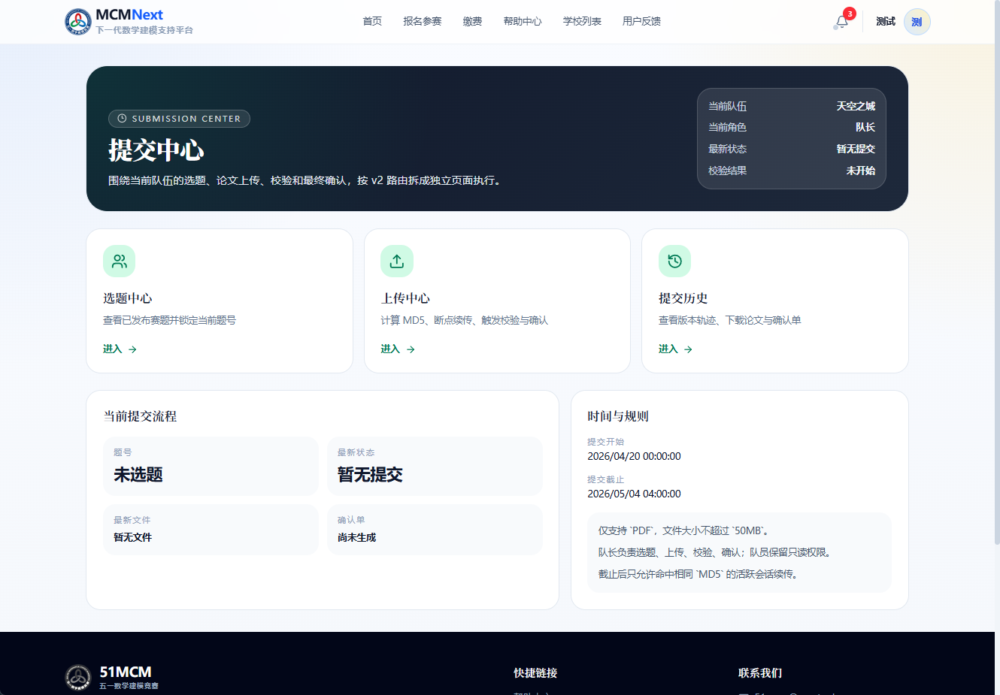 MCMNext
下一代数学建模支持平台
首页
报名参赛
缴费
帮助中心
学校列表
用户反馈
3
测试
测
SUBMISSION CENTER
提交中心
围绕当前队伍的选题、论文上传、校验和最终确认，按 v2 路由拆成独立页面执行。
当前队伍 天空之城
当前角色 队长
最新状态 暂无提交
校验结果 未开始
选题中心
查看已发布赛题并锁定当前题号
进入 →
上传中心
计算 MD5、断点续传、触发校验与确认
进入 →
提交历史
查看版本轨迹、下载论文与确认单
进入 →
当前提交流程
题号
未选题
最新状态
暂无提交
最新文件
暂无文件
确认单
尚未生成
时间与规则
提交开始
2026/04/20 00:00:00
提交截止
2026/05/04 04:00:00
仅支持 `PDF`，文件大小不超过 `50MB`。
队长负责选题、上传、校验、确认；队员保留只读权限。
截止后只允许命中相同 `MD5` 的活跃会话续传。
51MCM
五一数学建模竞赛
快捷链接
联系我们